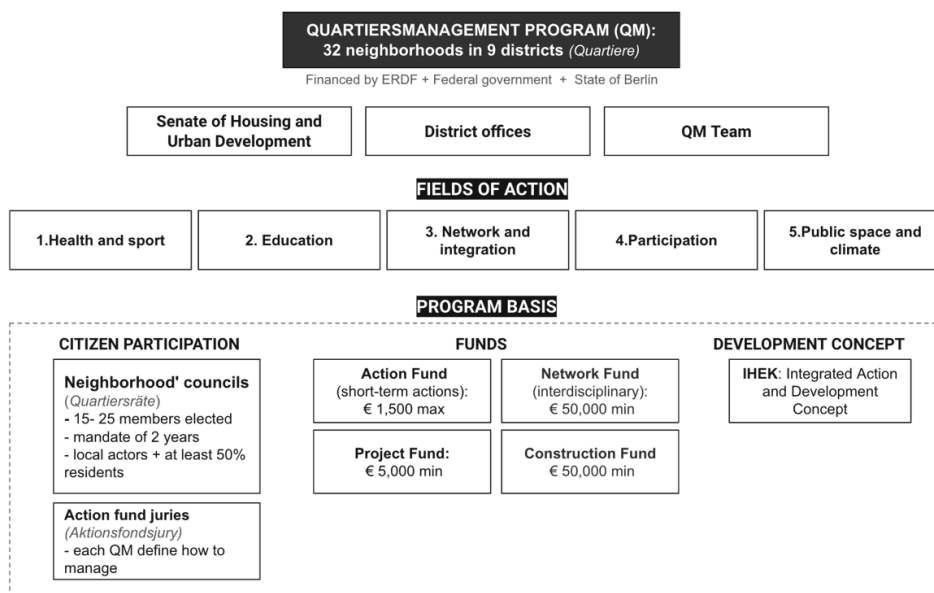 QUARTIERSMANAGEMENT PROGRAM (QM):
32 neighborhoods in 9 districts (Quartiere)
Financed by ERDF + Federal government + State of Berlin
Senate of Housing and
Urban Development
District offices
QM Team
FIELDS OF ACTION
1.Health and sport
2. Education
3. Network and
integration
4.Participation
5.Public space and
climate
PROGRAM BASIS
CITIZEN PARTICIPATION
Neighborhood' councils
(Quartiersräte)
- 15- 25 members elected
- mandate of 2 years
- local actors + at least 50%
residents
Action fund juries
(Aktionsfondsjury)
- each QM define how to
manage
FUNDS
Action Fund
(short-term actions):
€ 1,500 max
Network Fund
(interdisciplinary):
€ 50,000 min
Project Fund:
€ 5,000 min
Construction Fund
€ 50,000 min
DEVELOPMENT CONCEPT
IHEK: Integrated Action
and Development
Concept